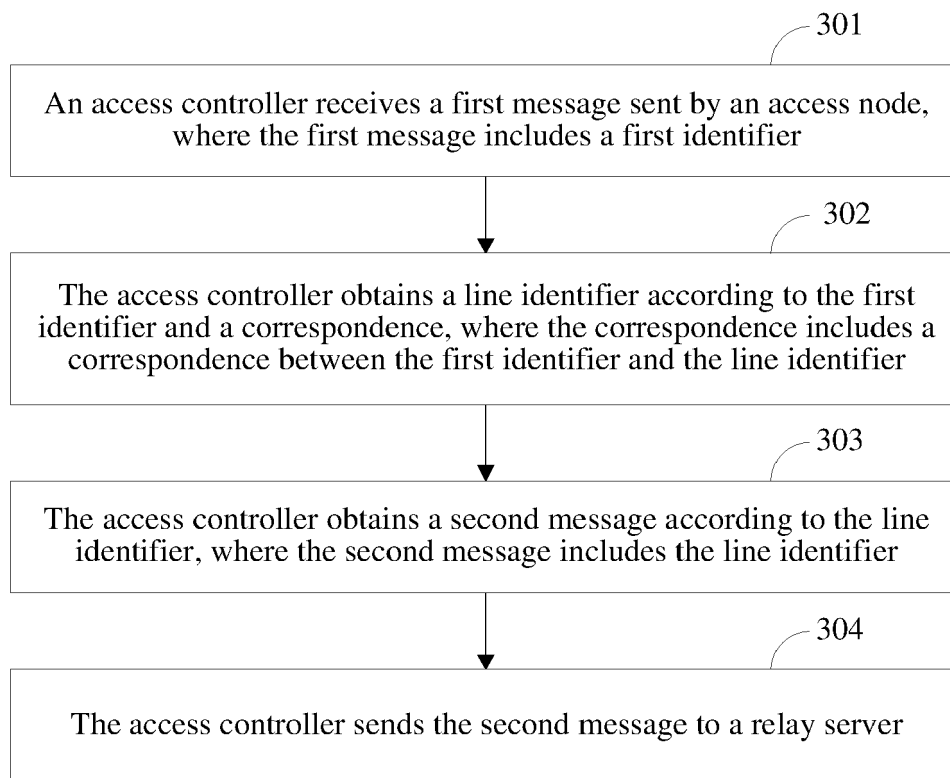 301
An access controller receives a first message sent by an access node,
where the first message includes a first identifier
302
The access controller obtains a line identifier according to the first
identifier and a correspondence, where the correspondence includes a
correspondence between the first identifier and the line identifier
303
The access controller obtains a second message according to the line
identifier, where the second message includes the line identifier
304
The access controller sends the second message to a relay server